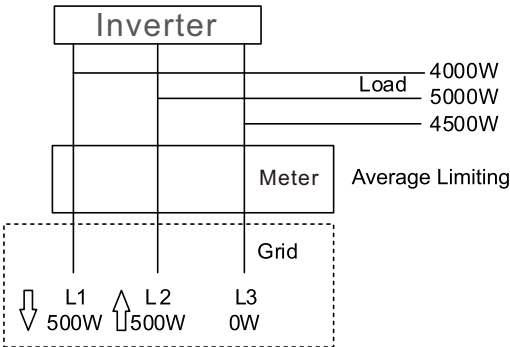 Inverter
4000W
Load
5000W
4500W
Meter
Average Limiting
Grid
L1 L2 L3
500W 500W 0W